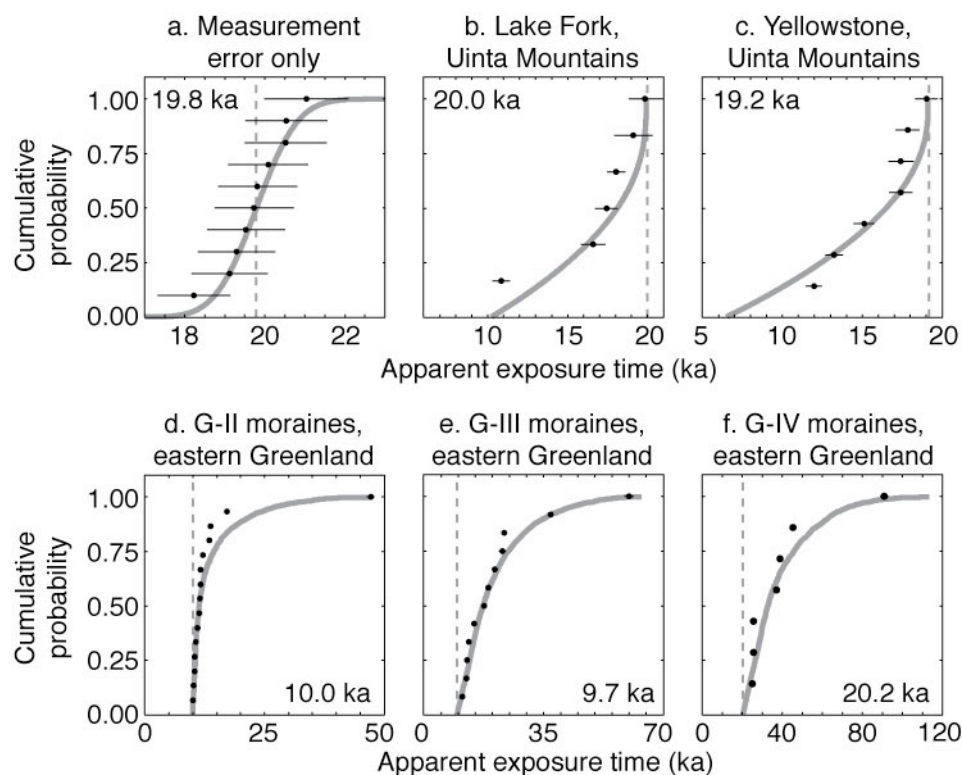 a. Measurement
error only
b. Lake Fork,
Uinta Mountains
c. Yellowstone,
Uinta Mountains
Cumulative
probability
1.00
0.75
0.50
0.25
0.00
19.8 ka
20.0 ka
19.2 ka
18 20 22
5 10 15 20
5 10 15 20
Apparent exposure time (ka)
d. G-II moraines,
eastern Greenland
e. G-III moraines,
eastern Greenland
f. G-IV moraines,
eastern Greenland
Cumulative
probability
1.00
0.75
0.50
0.25
0.00
10.0 ka
9.7 ka
20.2 ka
0 50
0 35 70
0 40 80 120
Apparent exposure time (ka)